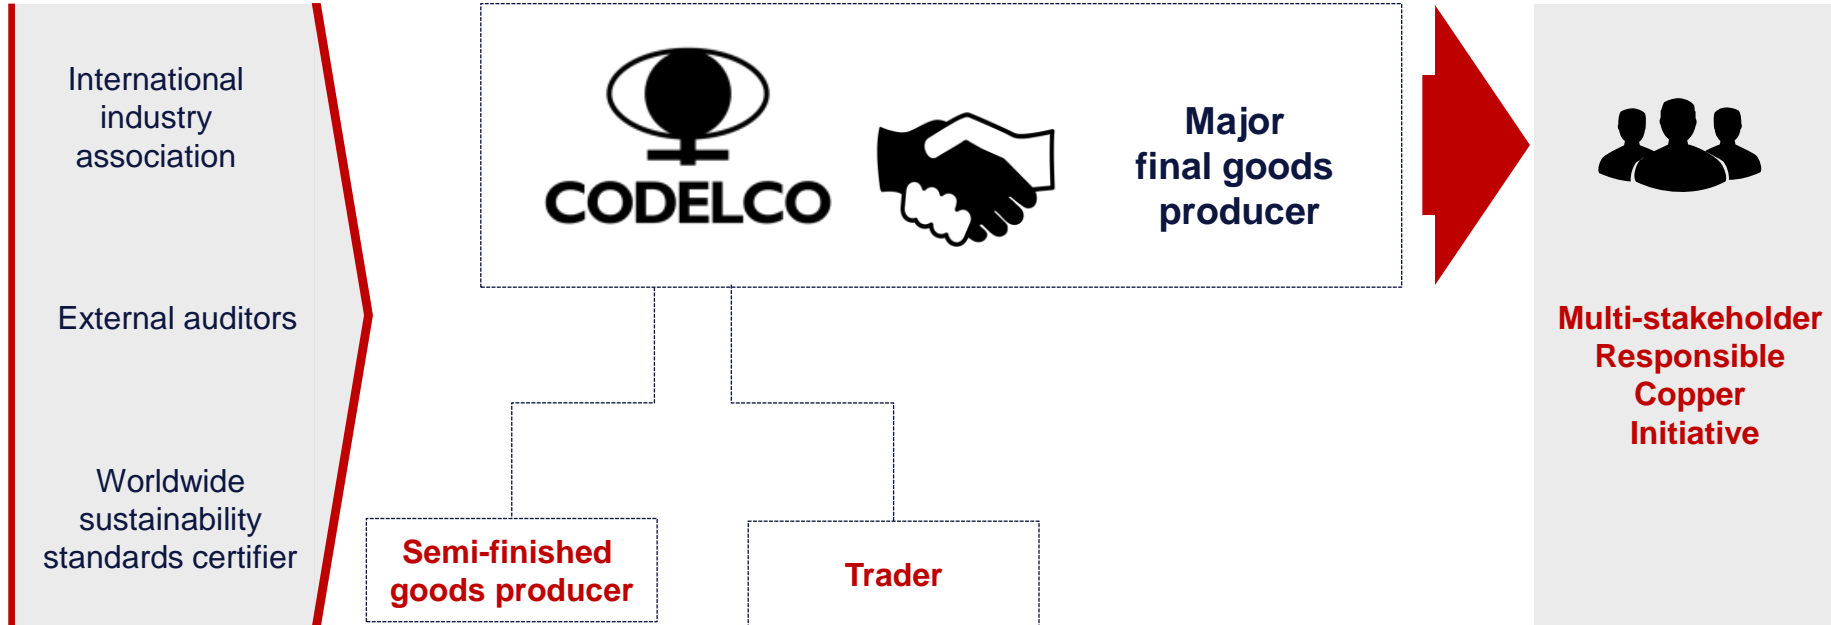 International
industry
association
External auditors
Worldwide
sustainability
standards certifier
CODELCO
Major
final goods
producer
Semi-finished
goods producer
Trader
Multi-stakeholder
Responsible
Copper
Initiative